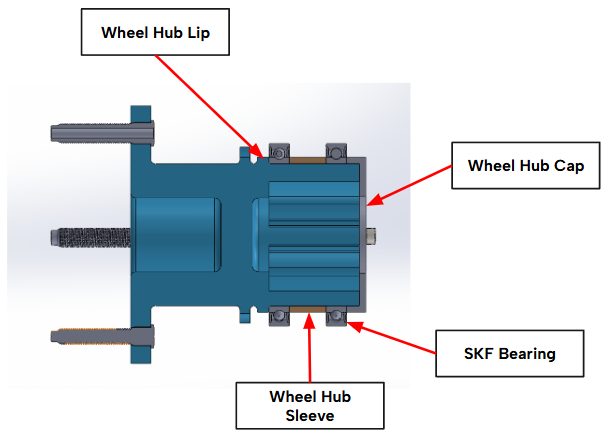 Wheel Hub Lip
Wheel Hub Cap
SKF Bearing
Wheel Hub
Sleeve